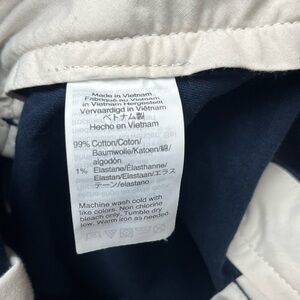 Made in Vietnam
Fabriqué au Vietnam
In Vietnam Hergestellt
Vervaardigd in Vietnam
ベトナム製
Hecho en Vietnam
99% Cotton/Coton/
Baumwolle/Katoen/綿/
algodón
1% Elastane/Élasthanne/
Elastan/Elastaan/エラス
テーン/elastano
Machine wash cold with
like colors. Non chlorine
bleach only. Tumble dry
low. Warm iron as needed.